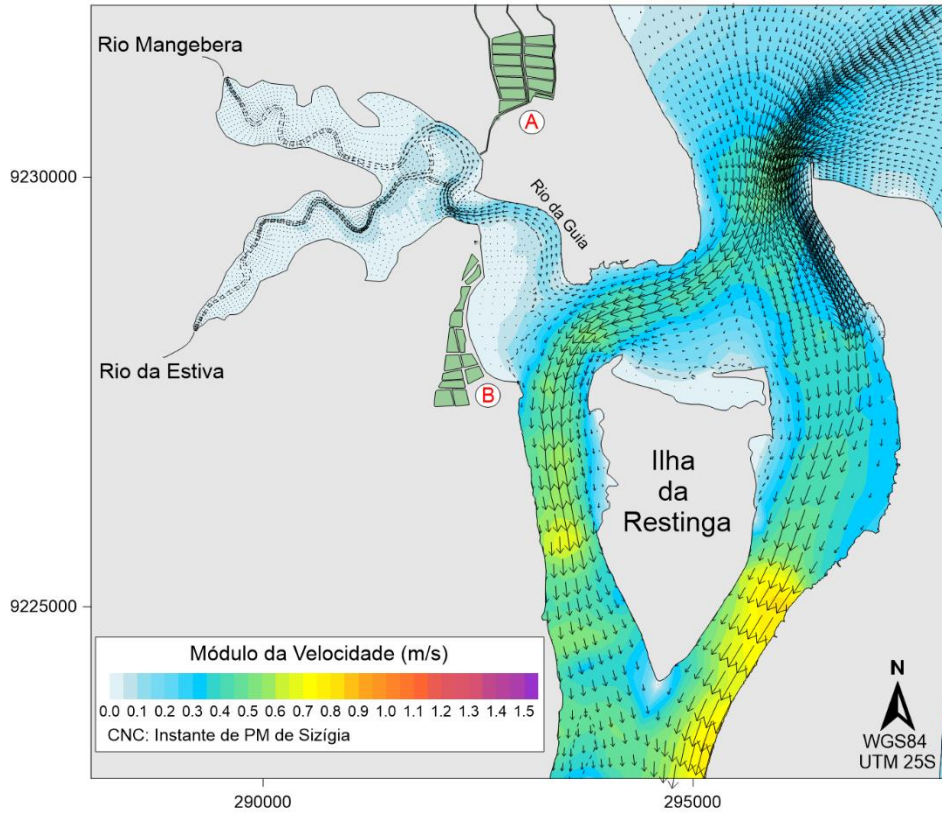 Rio Mangebera
A
9230000
Rio da Guia
Rio da Estiva
B
Ilha
da
Restinga
9225000
Módulo da Velocidade (m/s)
0.0 0.1 0.2 0.3 0.4 0.5 0.6 0.7 0.8 0.9 1.0 1.1 1.2 1.3 1.4 1.5
CNC: Instante de PM de Sizígia
N
WGS84
UTM 25S
290000 295000